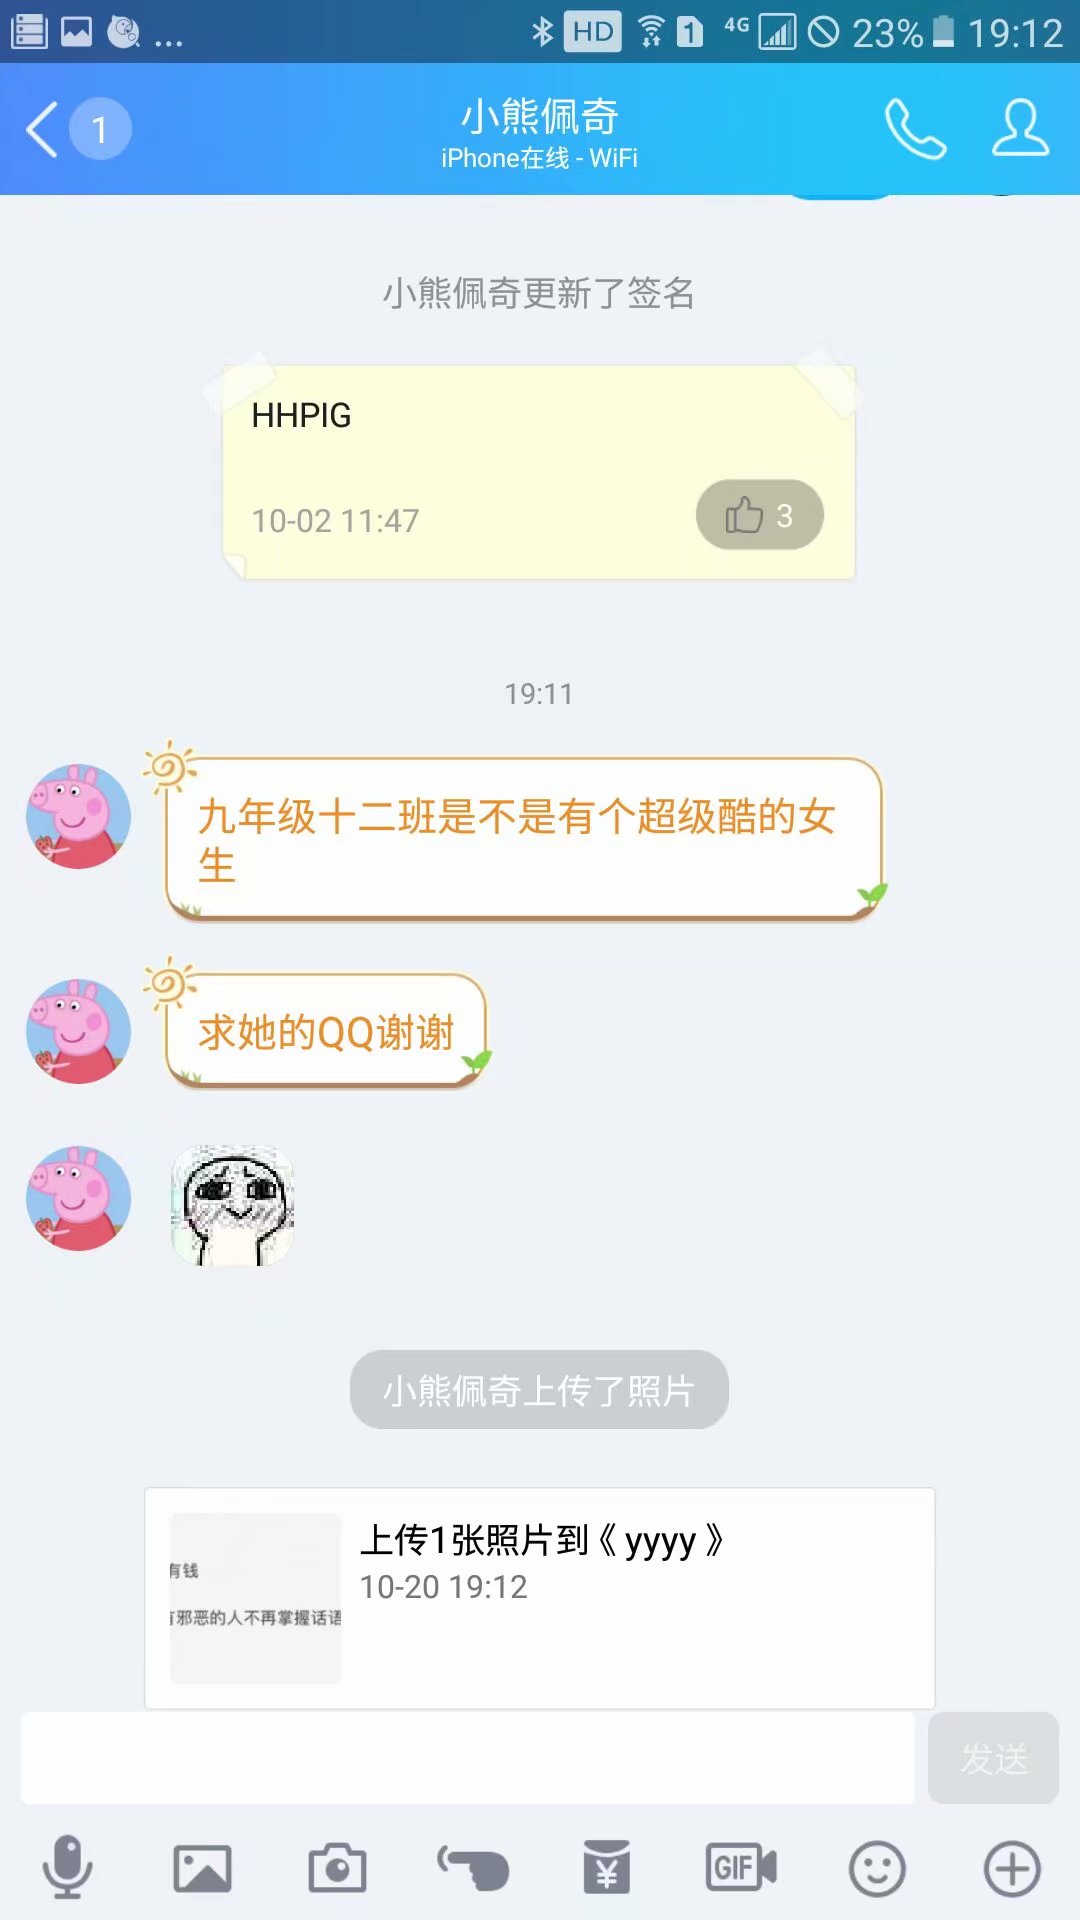 HD 1 4G 23% 19:12
1
小熊佩奇
iPhone在线 - WiFi
小熊佩奇更新了签名
HHPIG
10-02 11:47
3
19:11
九年级十二班是不是有个超级酷的女
生
求她的QQ谢谢
小熊佩奇上传了照片
上传1张照片到《 yyyy 》
10-20 19:12
有钱
有邪恶的人不再掌握话语
发送
GIF